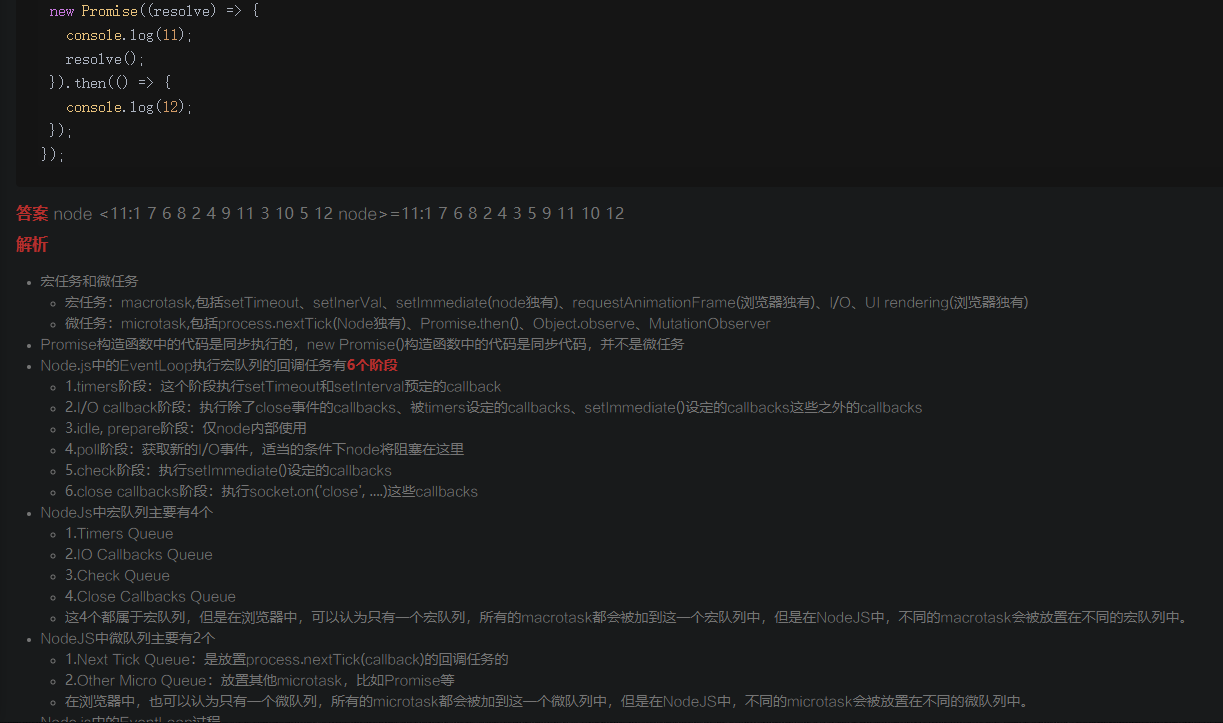 new Promise((resolve) => {
console.log(11);
resolve();
}).then(() => {
console.log(12);
});
});
答案 node <11:1 7 6 8 2 4 9 11 3 10 5 12 node>=11:1 7 6 8 2 4 3 5 9 11 10 12
解析
宏任务和微任务
宏任务：macrotask,包括setTimeout、setInerVal、setImmediate(node独有)、requestAnimationFrame(浏览器独有)、I/O、UI rendering(浏览器独有)
微任务：microtask,包括process.nextTick(Node独有)、Promise.then()、Object.observe、MutationObserver
Promise构造函数中的代码是同步执行的，new Promise()构造函数中的代码是同步代码，并不是微任务
Node.js中的EventLoop执行宏队列的回调任务有6个阶段
1.timers阶段：这个阶段执行setTimeout和setInterval预定的callback
2.I/O callback阶段：执行除了close事件的callbacks、被timers设定的callbacks、setImmediate()设定的callbacks这些之外的callbacks
3.idle, prepare阶段：仅node内部使用
4.poll阶段：获取新的I/O事件，适当的条件下node将阻塞在这里
5.check阶段：执行setImmediate()设定的callbacks
6.close callbacks阶段：执行socket.on('close', ....)这些callbacks
NodeJs中宏队列主要有4个
1.Timers Queue
2.IO Callbacks Queue
3.Check Queue
4.Close Callbacks Queue
这4个都属于宏队列，但是在浏览器中，可以认为只有一个宏队列，所有的macrotask都会被加到这一个宏队列中，但是在NodeJS中，不同的macrotask会被放置在不同的宏队列中。
NodeJS中微队列主要有2个
1.Next Tick Queue：是放置process.nextTick(callback)的回调任务的
2.Other Micro Queue：放置其他microtask，比如Promise等
在浏览器中，也可以认为只有一个微队列，所有的microtask都会被加到这一个微队列中，但是在NodeJS中，不同的microtask会被放置在不同的微队列中。
Node.js中的EventLoop过程